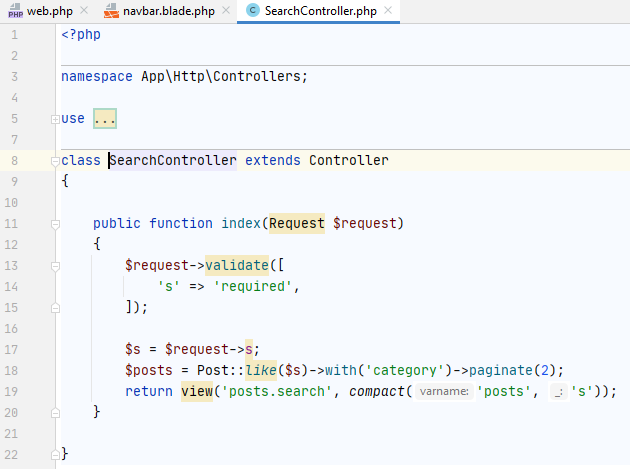 web.php navbar.blade.php SearchController.php
1 <?php
2
3 namespace App\Http\Controllers;
4
5 use ...
7
8 class SearchController extends Controller
9 {
10
11 public function index(Request $request)
12 {
13 $request->validate([
14 's' => 'required',
15 ]);
16
17 $s = $request->s;
18 $posts = Post::like($s)->with('category')->paginate(2);
19 return view('posts.search', compact( varname: 'posts', _: 's'));
20 }
21
22 }